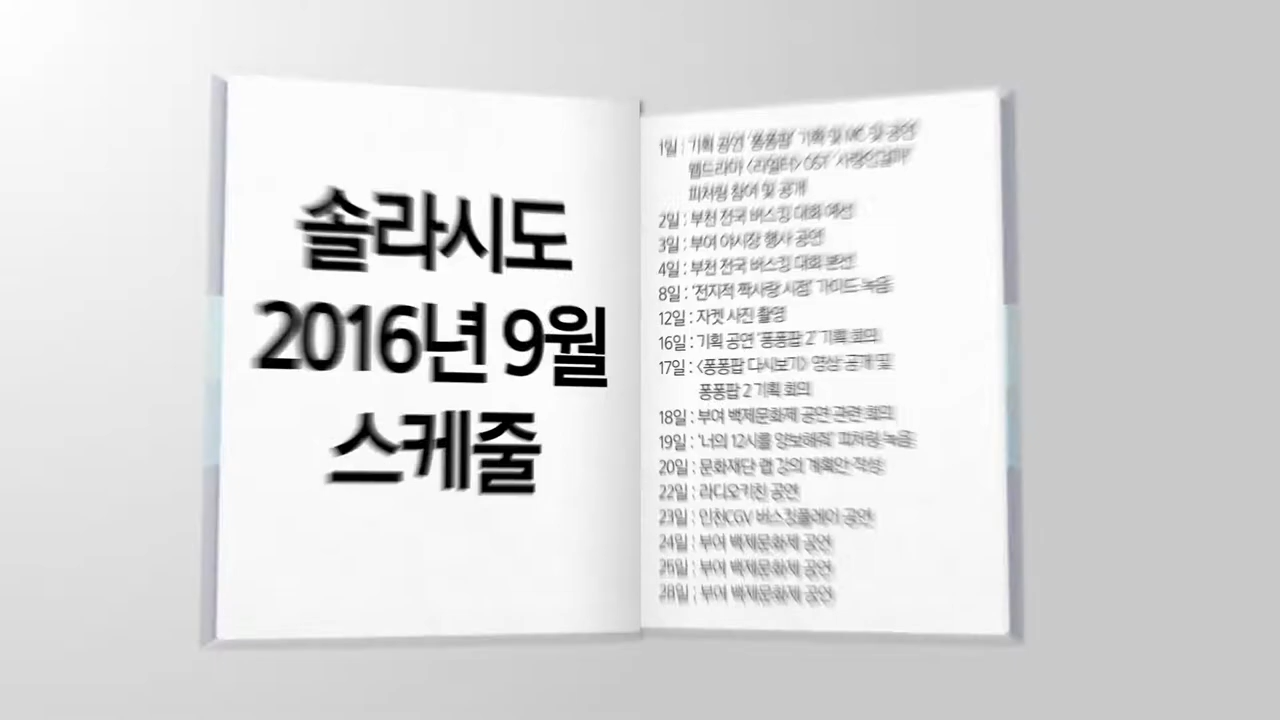 솔라시도
2016년 9월
스케줄
1일 : 기획 공연 '퐁퐁팝' 기획 및 MC 및 공연
웹드라마 OST
피처링 참여 및 공개
2일 : 부천 전국 버스킹 대회 예선
3일 : 부여 야시장 행사 공연
4일 : 부천 전국 버스킹 대회 본선
8일 : '전지적 짝사랑 시점' 가이드 녹음
12일 : 자켓 사진 촬영
16일 : 기획 공연 '퐁퐁팝 2' 기획 회의
17일 : <퐁퐁팝 다시보기> 영상 공개 및
퐁퐁팝 2 기획 회의
18일 : 부여 백제문화제 공연 관련 회의
19일 : '너의 12시를 양보해줘' 피처링 녹음
20일 : 문화재단 랩 강의 계획안 작성
22일 : 라디오키친 공연
23일 : 인천CGV 버스킹플레이 공연
24일 : 부여 백제문화제 공연
25일 : 부여 백제문화제 공연
28일 : 부여 백제문화제 공연